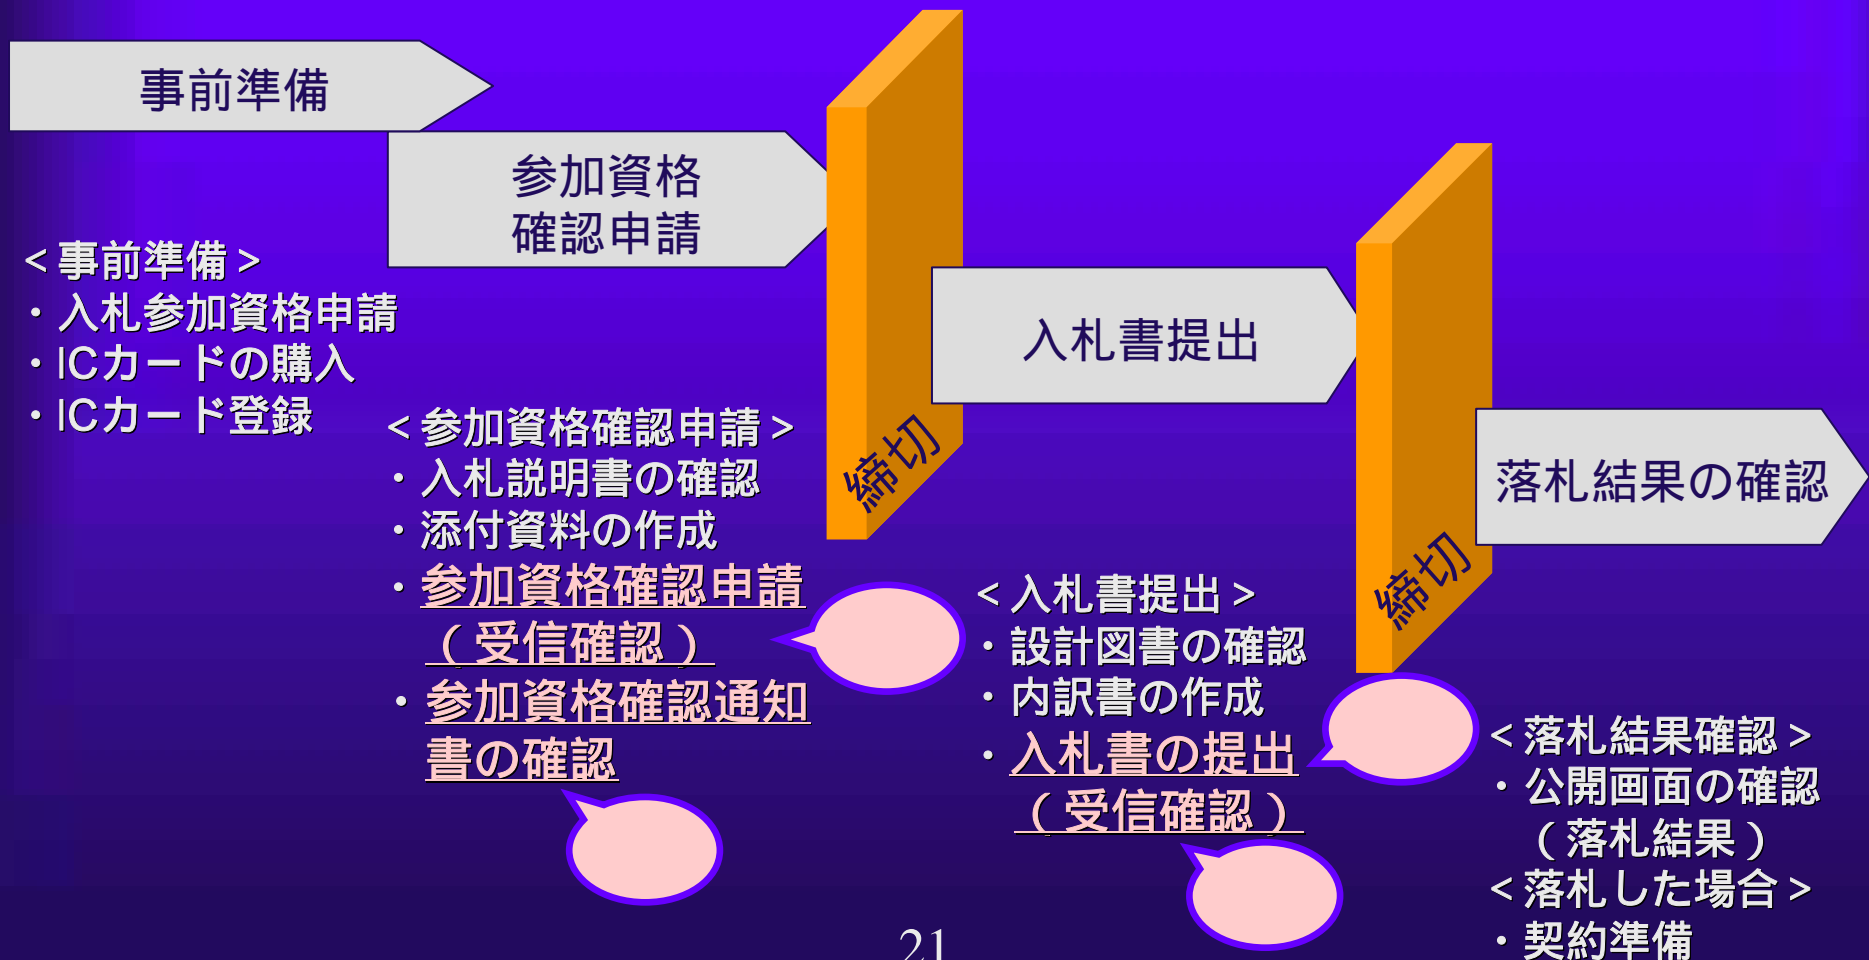 事前準備
参加資格
確認申請
入札書提出
落札結果の確認
締切
締切
＜事前準備＞
・入札参加資格申請
・ICカードの購入
・ICカード登録
＜参加資格確認申請＞
・入札説明書の確認
・添付資料の作成
・参加資格確認申請
（受信確認）
・参加資格確認通知
書の確認
＜入札書提出＞
・設計図書の確認
・内訳書の作成
・入札書の提出
（受信確認）
＜落札結果確認＞
・公開画面の確認
（落札結果）
＜落札した場合＞
・契約準備
21